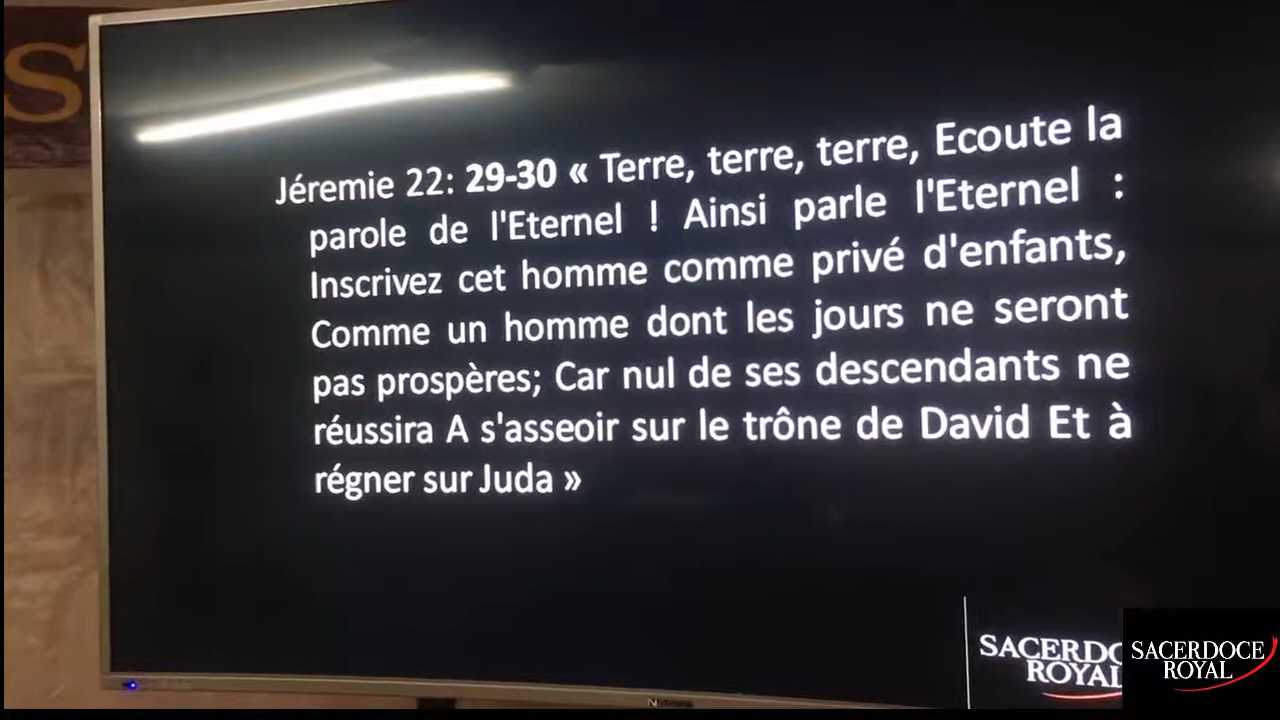 S
Jéremie 22: 29-30 « Terre, terre, terre, Ecoute la
parole de l'Eternel ! Ainsi parle l'Eternel :
Inscrivez cet homme comme privé d'enfants,
Comme un homme dont les jours ne seront
pas prospères; Car nul de ses descendants ne
réussira A s'asseoir sur le trône de David Et à
régner sur Juda »
SACERDO
ROYAL
SACERDOCE
ROYAL